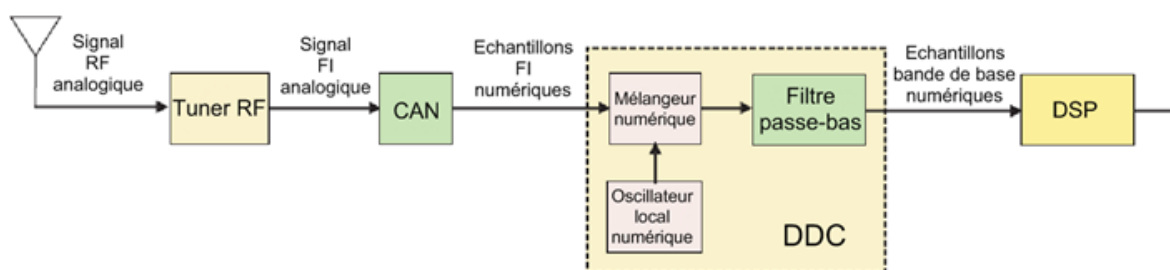 Signal
RF
analogique
Tuner RF
Signal
FI
analogique
CAN
Echantillons
FI
numériques
Mélangeur
numérique
Oscillateur
local
numérique
Filtre
passe-bas
DDC
Echantillons
bande de base
numériques
DSP